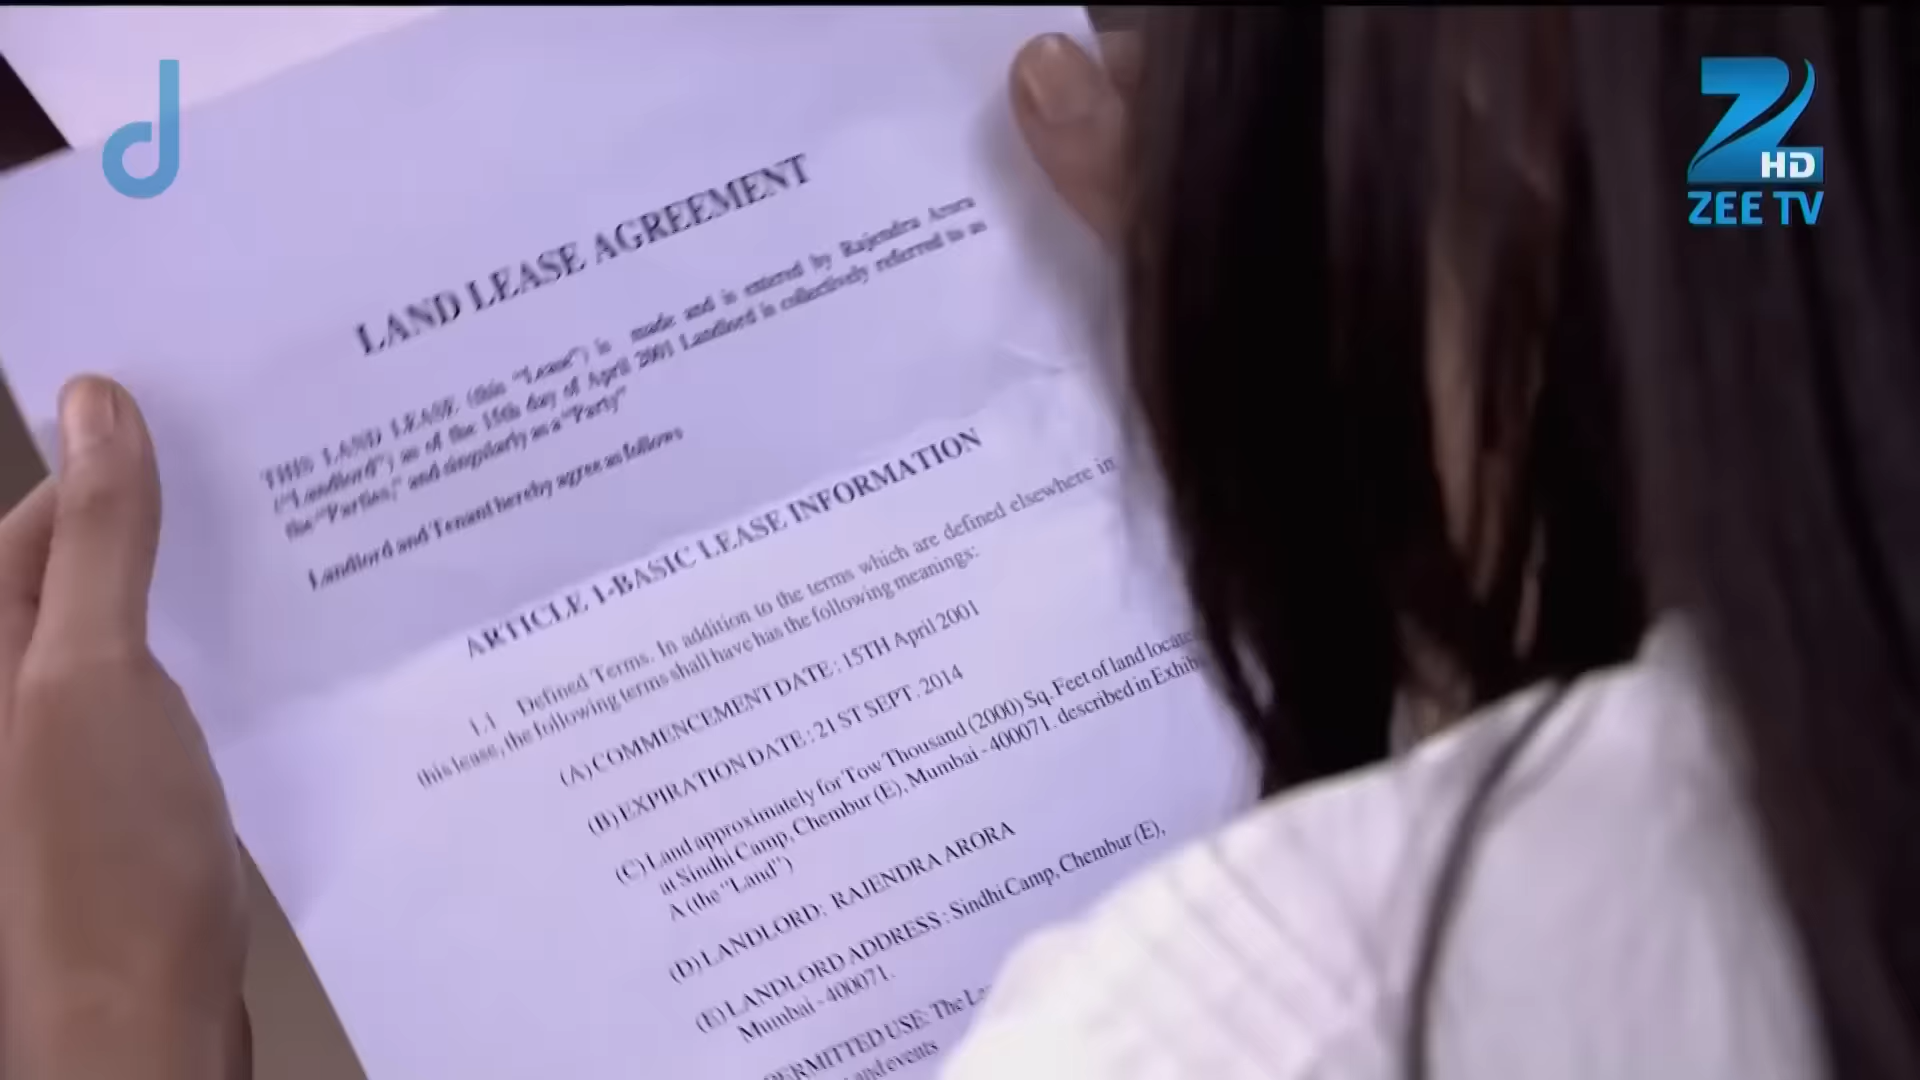 d
Z
HD
ZEE TV
LAND LEASE AGREEMENT
THIS LAND LEASE, (this "Lease") is made and is entered by Rajendra Arora
("Landlord") as of the 15th day of April 2001 Landlord is collectively referred to as
the "Parties," and singularly as a "Party"
Landlord and Tenant hereby agree as follows
ARTICLE 1-BASIC LEASE INFORMATION
1.1 Defined Terms. In addition to the terms which are defined elsewhere in
this lease, the following terms shall have has the following meanings:
(A) COMMENCEMENT DATE : 15TH April 2001
(B) EXPIRATION DATE : 21 ST SEPT. 2014
(C) Land approximately for Tow Thousand (2000) Sq. Feet of land locate
at Sindhi Camp, Chembur (E), Mumbai - 400071. described in Exhib
A (the "Land")
(D) LANDLORD: RAJENDRA ARORA
(E) LANDLORD ADDRESS : Sindhi Camp, Chembur (E),
Mumbai - 400071.
PERMITTED USE: The La
and events